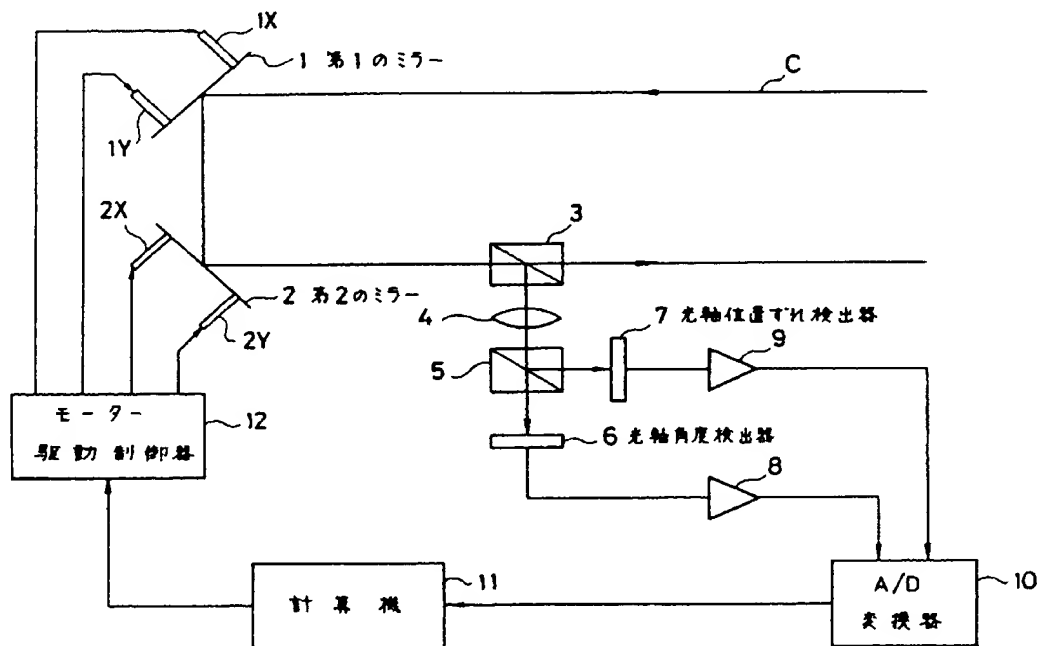 1X
1 第1のミラー
C
1Y
2X
3
2 第2のミラー
4
7 光軸位置ずれ検出器
2Y
9
5
モーター
駆動制御器
12
6 光軸角度検出器
8
11
計算機
A/D
変換器
10